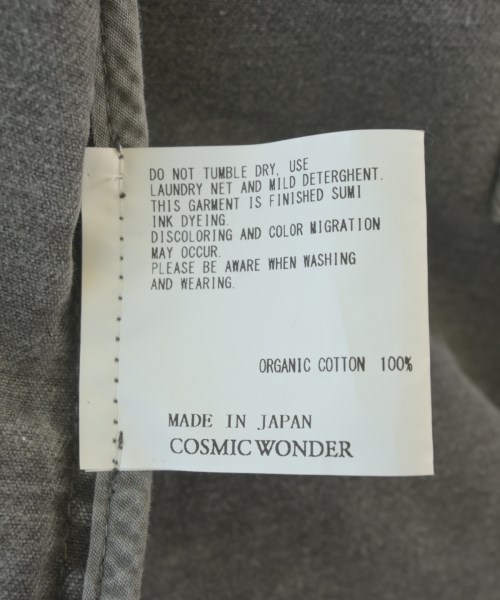 DO NOT TUMBLE DRY, USE
LAUNDRY NET AND MILD DETERGHENT.
THIS GARMENT IS FINISHED SUMI
INK DYEING.
DISCOLORING AND COLOR MIGRATION
MAY OCCUR.
PLEASE BE AWARE WHEN WASHING
AND WEARING.
ORGANIC COTTON 100%
MADE IN JAPAN
COSMIC WONDER